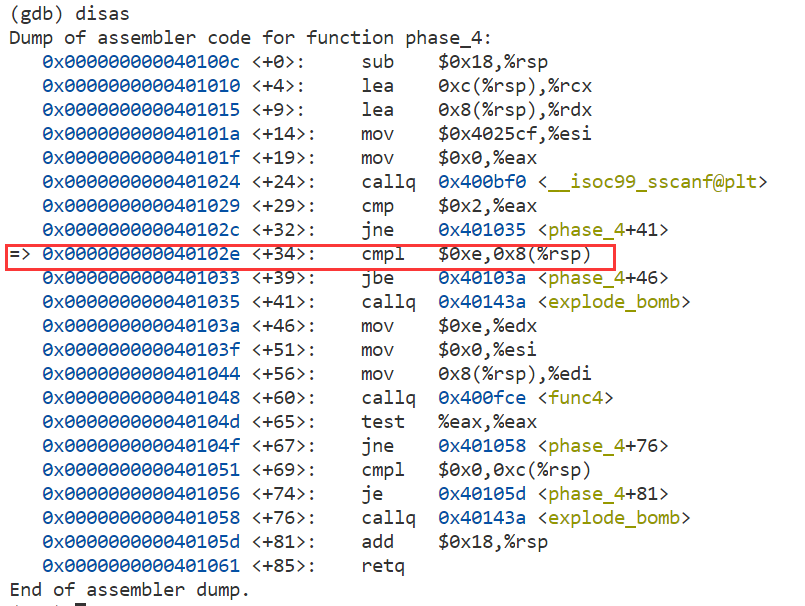 (gdb) disas
Dump of assembler code for function phase_4:
   0x000000000040100c <+0>:     sub    $0x18,%rsp
   0x0000000000401010 <+4>:     lea    0xc(%rsp),%rcx
   0x0000000000401015 <+9>:     lea    0x8(%rsp),%rdx
   0x000000000040101a <+14>:    mov    $0x4025cf,%esi
   0x000000000040101f <+19>:    mov    $0x0,%eax
   0x0000000000401024 <+24>:    callq  0x400bf0 <__isoc99_sscanf@plt>
   0x0000000000401029 <+29>:    cmp    $0x2,%eax
   0x000000000040102c <+32>:    jne    0x401035 <phase_4+41>
=> 0x000000000040102e <+34>:    cmpl   $0xe,0x8(%rsp)
   0x0000000000401033 <+39>:    jbe    0x40103a <phase_4+46>
   0x0000000000401035 <+41>:    callq  0x40143a <explode_bomb>
   0x000000000040103a <+46>:    mov    $0xe,%edx
   0x000000000040103f <+51>:    mov    $0x0,%esi
   0x0000000000401044 <+56>:    mov    0x8(%rsp),%edi
   0x0000000000401048 <+60>:    callq  0x400fce <func4>
   0x000000000040104d <+65>:    test   %eax,%eax
   0x000000000040104f <+67>:    jne    0x401058 <phase_4+76>
   0x0000000000401051 <+69>:    cmpl   $0x0,0xc(%rsp)
   0x0000000000401056 <+74>:    je     0x40105d <phase_4+81>
   0x0000000000401058 <+76>:    callq  0x40143a <explode_bomb>
   0x000000000040105d <+81>:    add    $0x18,%rsp
   0x0000000000401061 <+85>:    retq
End of assembler dump.